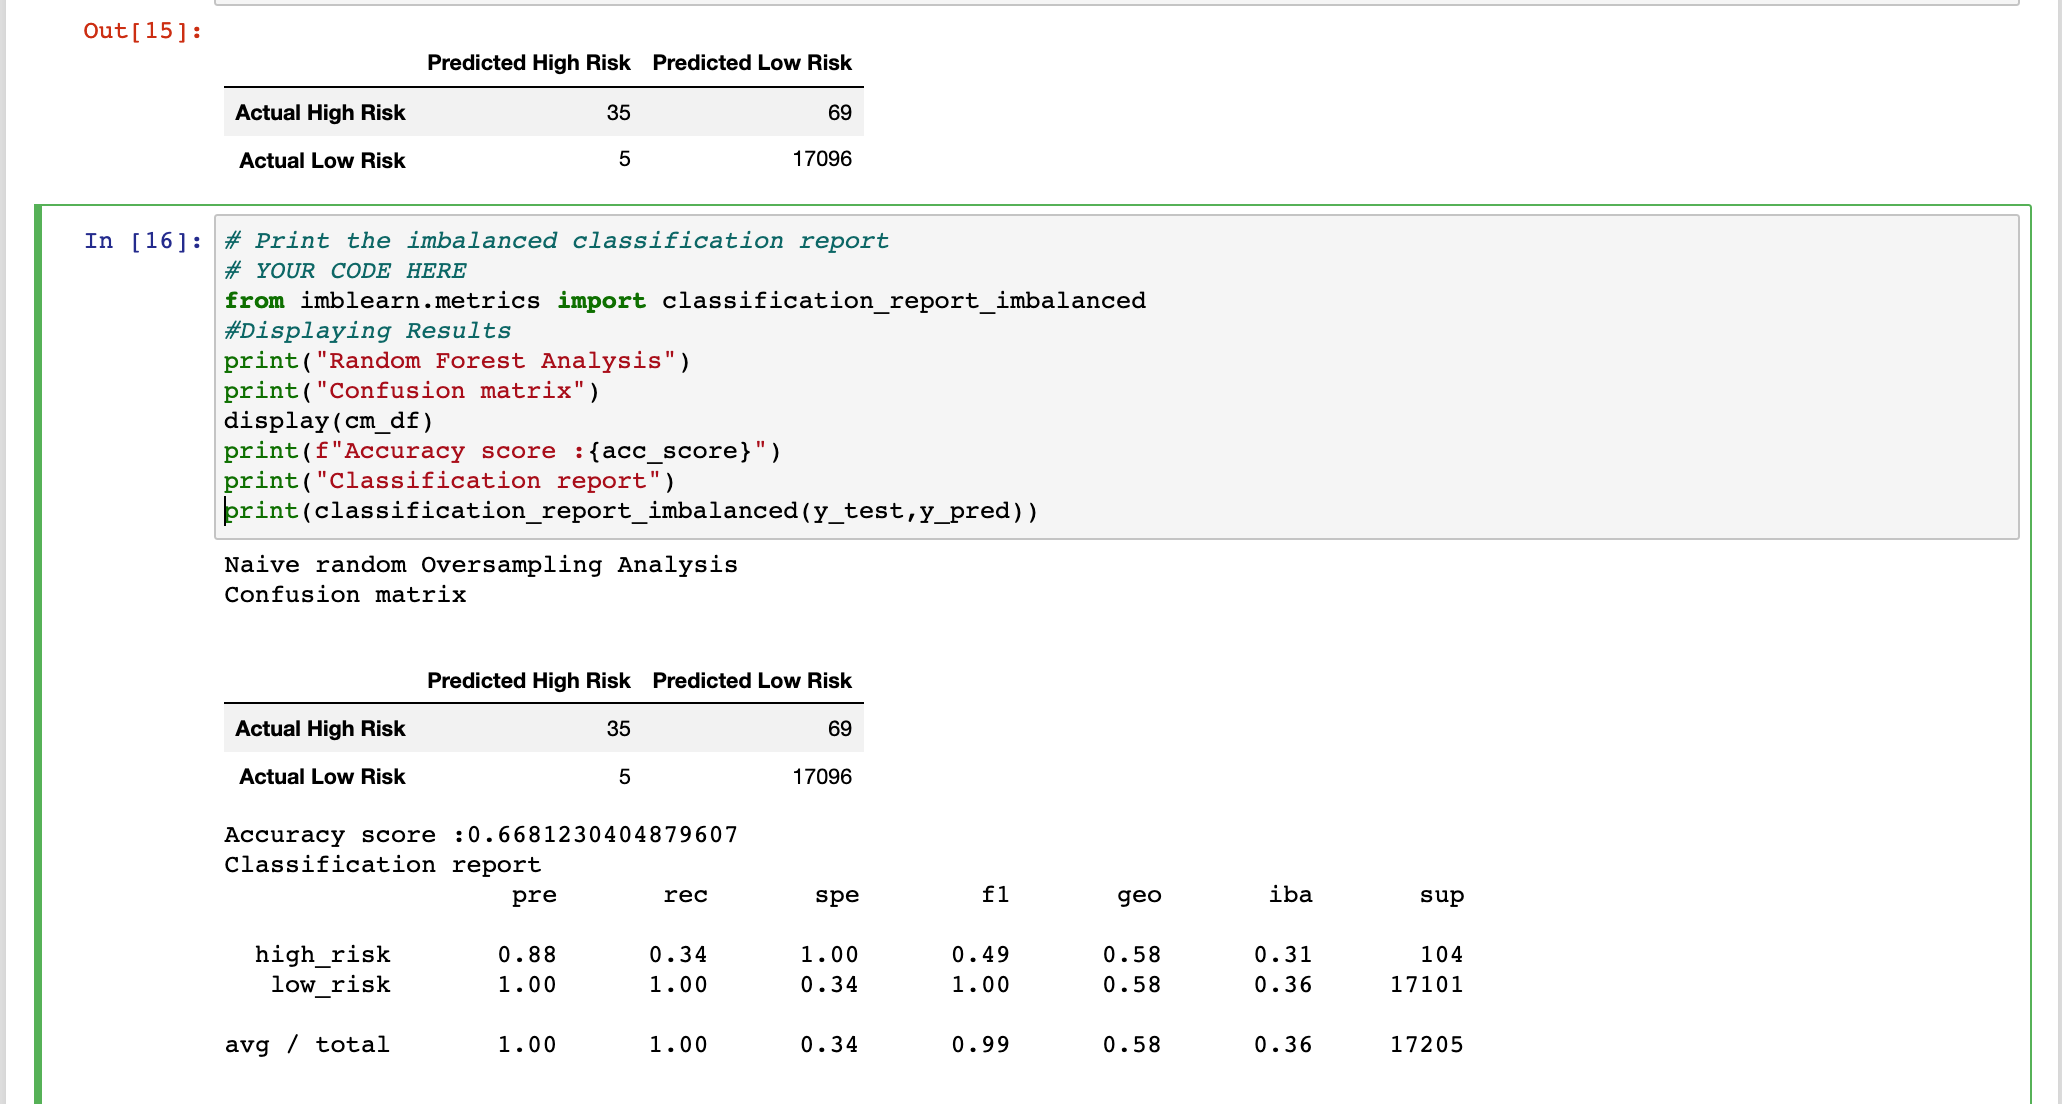 Out[15]:
Predicted High Risk Predicted Low Risk
Actual High Risk 35 69
Actual Low Risk 5 17096
In [16]: # Print the imbalanced classification report
# YOUR CODE HERE
from imblearn.metrics import classification_report_imbalanced
#Displaying Results
print("Random Forest Analysis")
print("Confusion matrix")
display(cm_df)
print(f"Accuracy score :{acc_score}")
print("Classification report")
print(classification_report_imbalanced(y_test,y_pred))
Naive random Oversampling Analysis
Confusion matrix
Predicted High Risk Predicted Low Risk
Actual High Risk 35 69
Actual Low Risk 5 17096
Accuracy score :0.6681230404879607
Classification report
pre rec spe f1 geo iba sup
high_risk 0.88 0.34 1.00 0.49 0.58 0.31 104
low_risk 1.00 1.00 0.34 1.00 0.58 0.36 17101
avg / total 1.00 1.00 0.34 0.99 0.58 0.36 17205